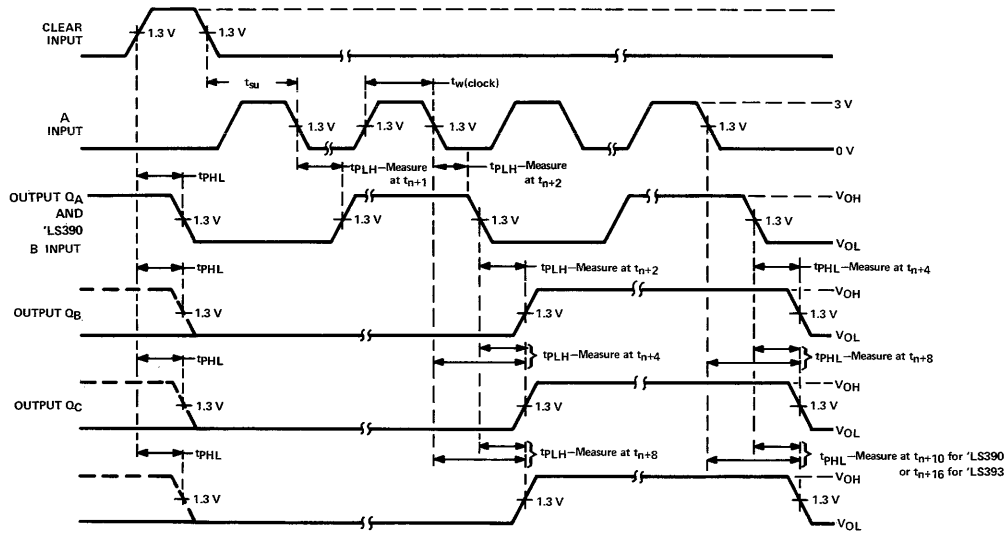 CLEAR
INPUT
1.3 V
1.3 V
tsu
tw(clock)
A
INPUT
3 V
1.3 V
1.3 V
1.3 V
1.3 V
0 V
tPHL
tPLH–Measure
at tn+1
tPLH–Measure
at tn+2
OUTPUT QA
AND
'LS390
B INPUT
VOH
1.3 V
1.3 V
1.3 V
1.3 V
VOL
tPHL
tPLH–Measure at tn+2
tPHL–Measure at tn+4
VOH
OUTPUT QB
1.3 V
1.3 V
1.3 V
VOL
tPHL
tPLH–Measure at tn+4
tPHL–Measure at tn+8
VOH
OUTPUT QC
1.3 V
1.3 V
1.3 V
VOL
tPHL
tPLH–Measure at tn+8
tPHL–Measure at tn+10 for 'LS390
or tn+16 for 'LS393
VOH
1.3 V
1.3 V
1.3 V
VOL